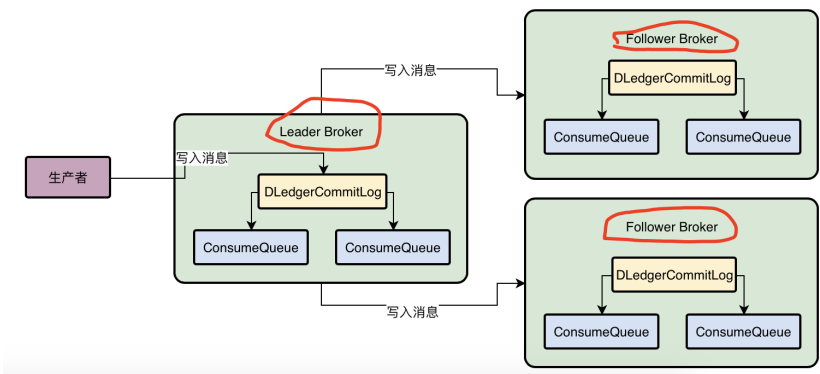 生产者
写入消息
Leader Broker
DLedgerCommitLog
ConsumeQueue
ConsumeQueue
写入消息
Follower Broker
DLedgerCommitLog
ConsumeQueue
ConsumeQueue
写入消息
Follower Broker
DLedgerCommitLog
ConsumeQueue
ConsumeQueue